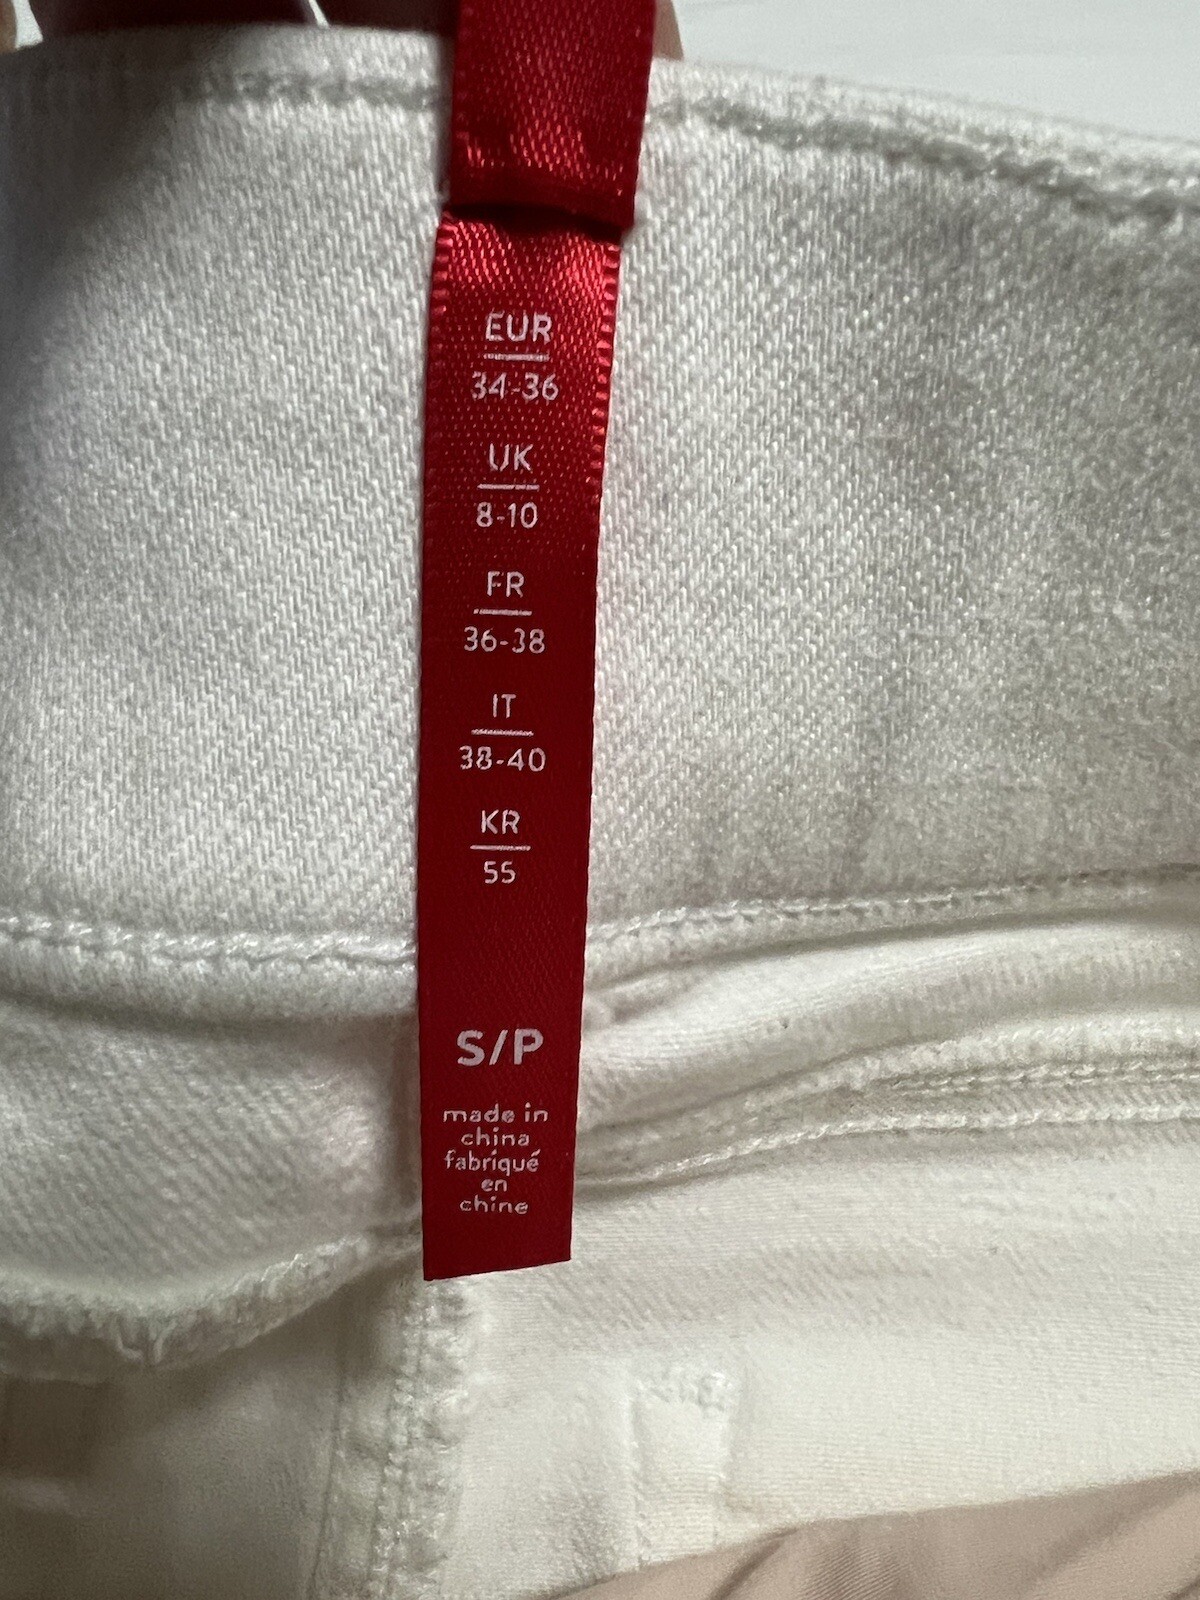 EUR
34-36
UK
8-10
FR
36-38
IT
38-40
KR
55
S/P
made in
china
fabriqué
en
chine